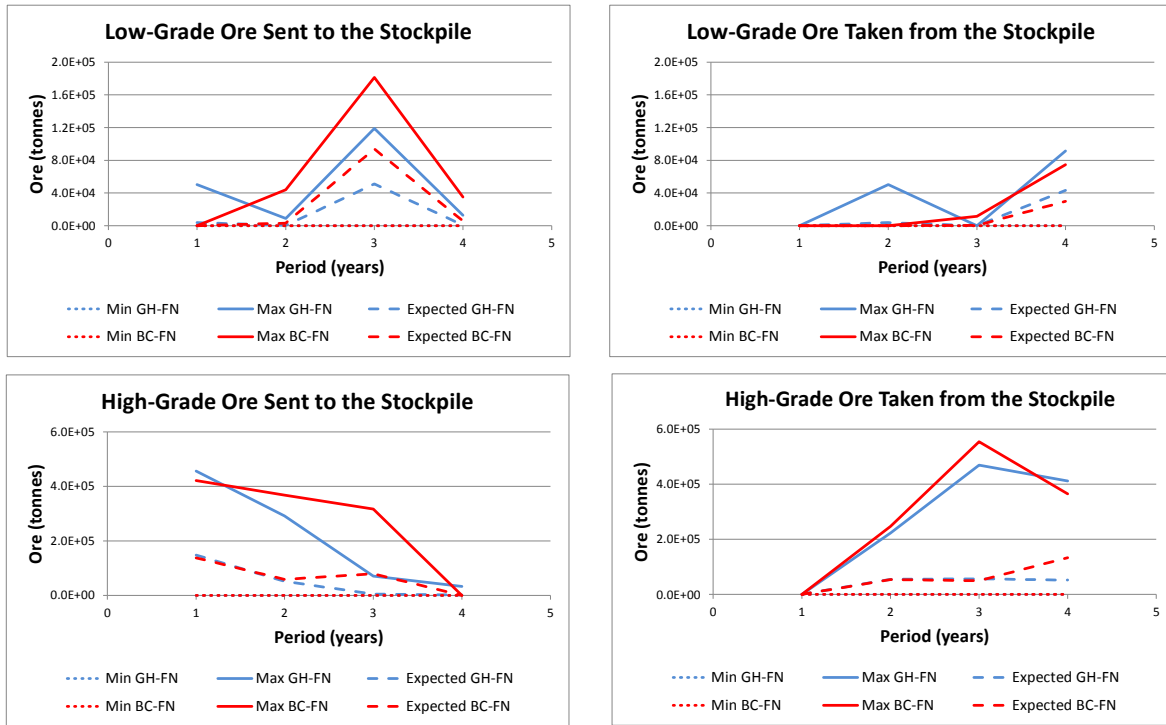 Low-Grade Ore Sent to the Stockpile
2.0E+05
1.6E+05
1.2E+05
8.0E+04
4.0E+04
0.0E+00
Ore (tonnes)
0 1 2 3 4 5
Period (years)
Min GH-FN Max GH-FN Expected GH-FN
Min BC-FN Max BC-FN Expected BC-FN
Low-Grade Ore Taken from the Stockpile
2.0E+05
1.6E+05
1.2E+05
8.0E+04
4.0E+04
0.0E+00
Ore (tonnes)
0 1 2 3 4 5
Period (years)
Min GH-FN Max GH-FN Expected GH-FN
Min BC-FN Max BC-FN Expected BC-FN
High-Grade Ore Sent to the Stockpile
6.0E+05
4.0E+05
2.0E+05
0.0E+00
Ore (tonnes)
0 1 2 3 4 5
Period (years)
Min GH-FN Max GH-FN Expected GH-FN
Min BC-FN Max BC-FN Expected BC-FN
High-Grade Ore Taken from the Stockpile
6.0E+05
4.0E+05
2.0E+05
0.0E+00
Ore (tonnes)
0 1 2 3 4 5
Period (years)
Min GH-FN Max GH-FN Expected GH-FN
Min BC-FN Max BC-FN Expected BC-FN